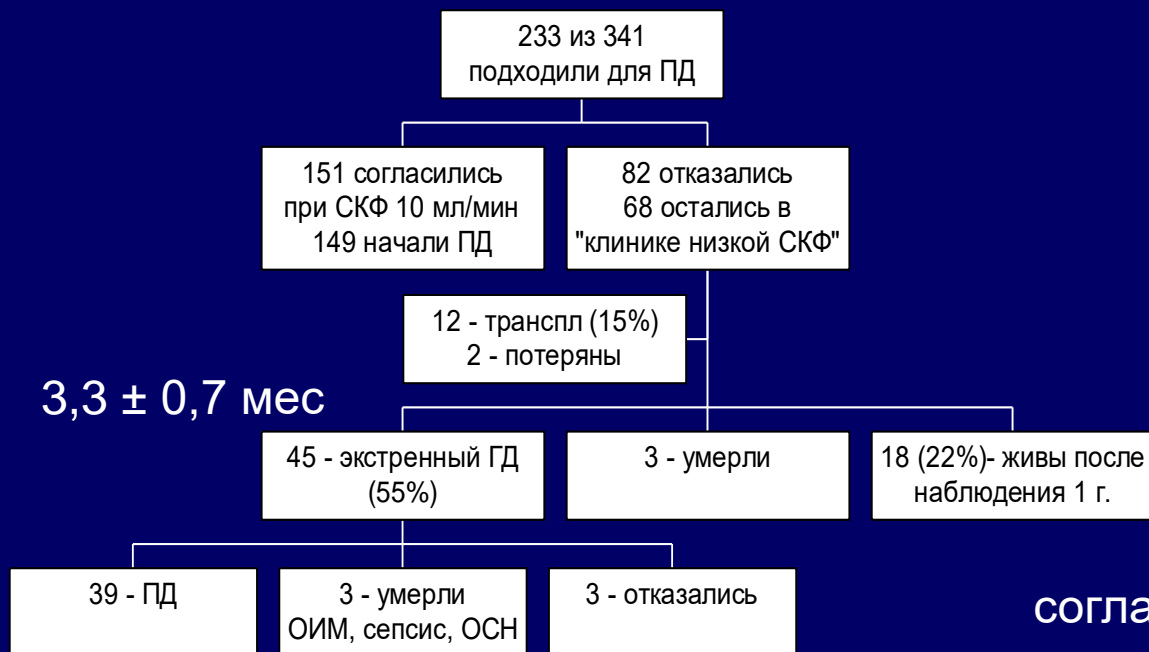 233 из 341
подходили для ПД
151 согласились
при СКФ 10 мл/мин
149 начали ПД
82 отказались
68 остались в
"клинике низкой СКФ"
12 - транспл (15%)
2 - потеряны
3,3 ± 0,7 мес
45 - экстренный ГД
(55%)
3 - умерли
18 (22%)- живы после
наблюдения 1 г.
39 - ПД
3 - умерли
ОИМ, сепсис, ОСН
3 - отказались
согла